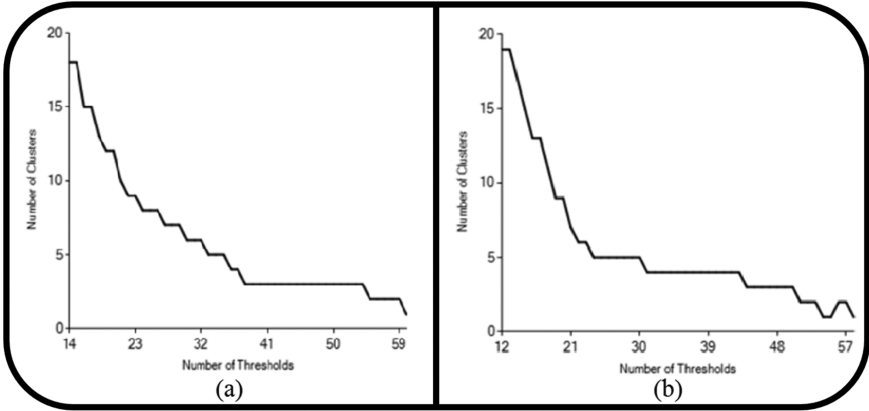 20
15
10
5
0
Number of Clusters
14 23 32 41 50 59
Number of Thresholds
(a)
20
15
10
5
0
Number of Clusters
12 21 30 39 48 57
Number of Thresholds
(b)